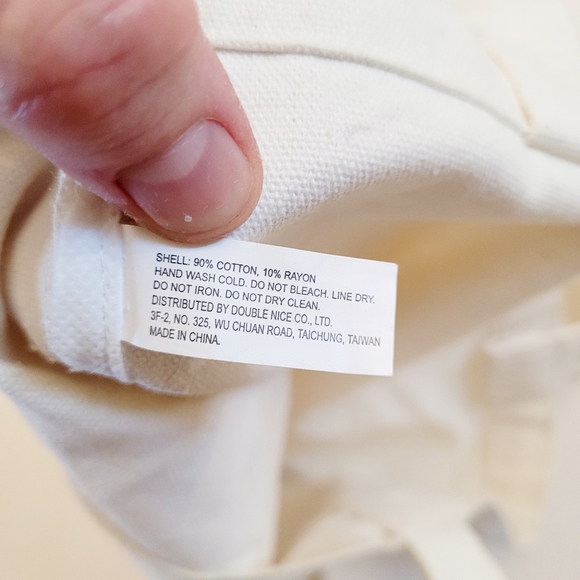 SHELL: 90% COTTON, 10% RAYON
HAND WASH COLD. DO NOT BLEACH. LINE DRY.
DO NOT IRON. DO NOT DRY CLEAN.
DISTRIBUTED BY DOUBLE NICE CO., LTD.
3F-2, NO. 325, WU CHUAN ROAD, TAICHUNG, TAIWAN
MADE IN CHINA.